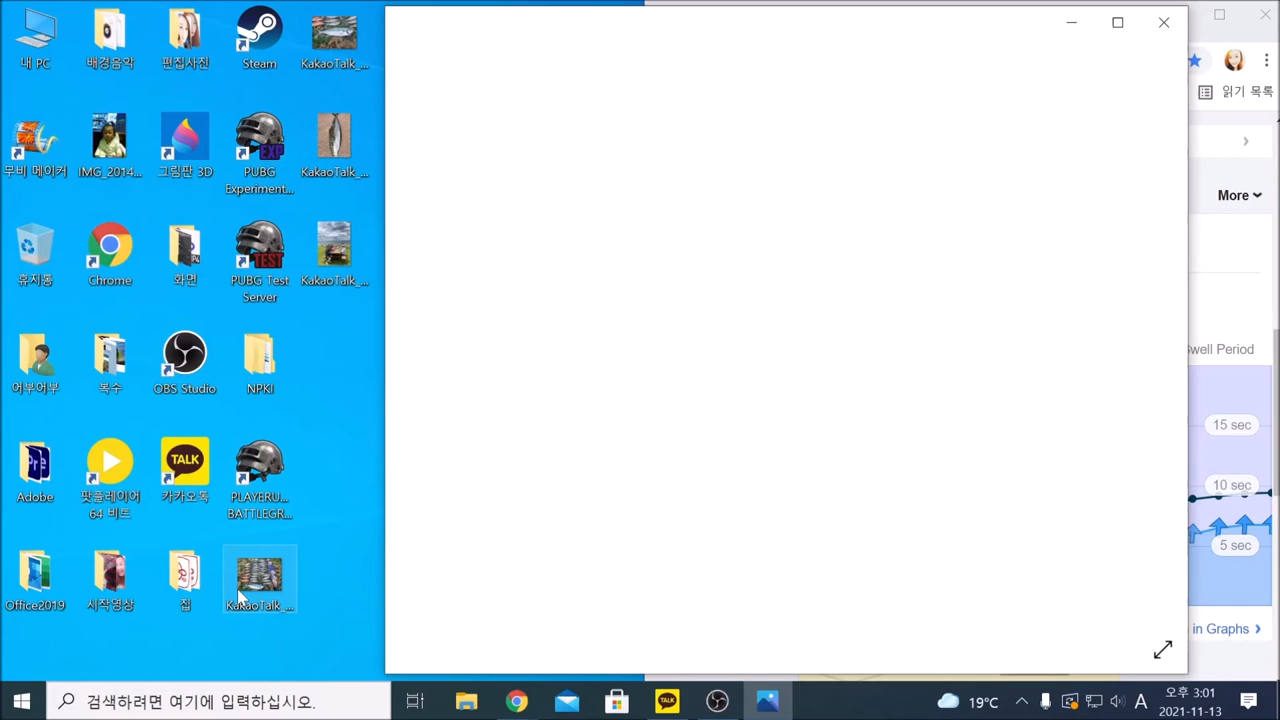 내 PC
배경음악
편집사진
Steam
KakaoTalk_...
무비 메이커
IMG_2014...
그림판 3D
PUBG
Experiment...
KakaoTalk_...
휴지통
Chrome
화면
PUBG Test
Server
KakaoTalk_...
어부어부
복수
OBS Studio
NPKI
Adobe
팟플레이어
64 비트
TALK
카카오톡
PLAYERU...
BATTLEGR...
Office2019
시작영상
집
KakaoTalk_...
읽기 목록
More
Swell Period
15 sec
10 sec
5 sec
in Graphs
검색하려면 여기에 입력하십시오.
TALK
19℃
A
오후 3:01
2021-11-13